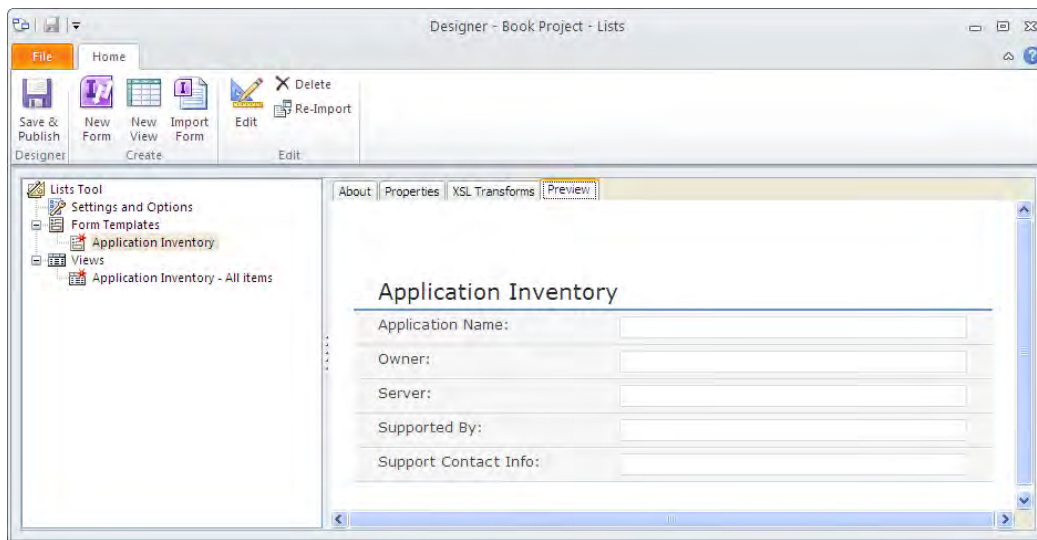 Designer - Book Project - Lists
File Home
Save & Publish
New Form
New View
Import Form
Edit
Delete
Re-Import
Designer Create Edit
Lists Tool
Settings and Options
Form Templates
Application Inventory
Views
Application Inventory - All items
About Properties XSL Transforms Preview
Application Inventory
Application Name:
Owner:
Server:
Supported By:
Support Contact Info: